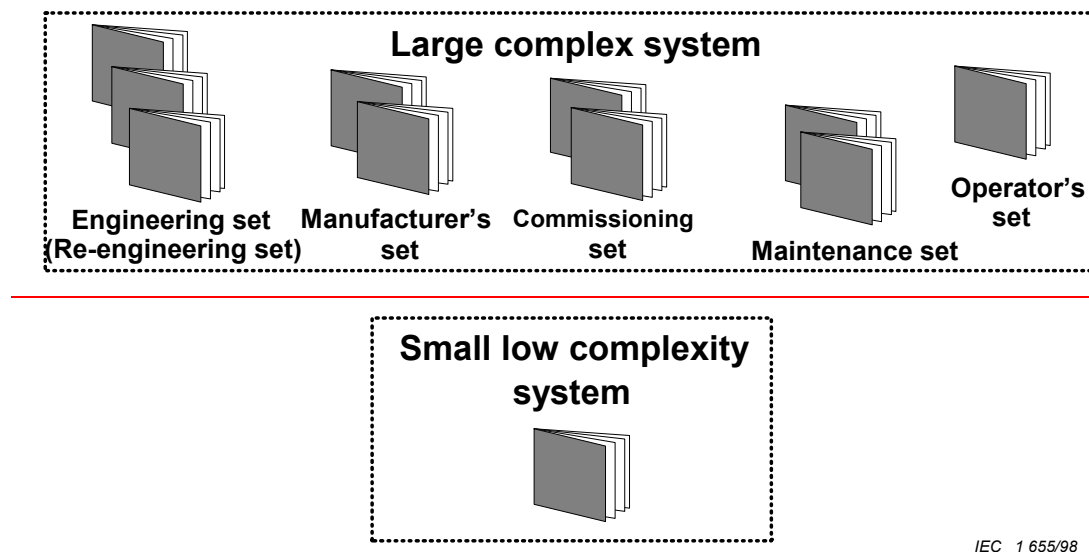 Large complex system
Engineering set
(Re-engineering set)
Manufacturer’s
set
Commissioning
set
Maintenance set
Operator’s
set
Small low complexity
system
IEC 1 655/98